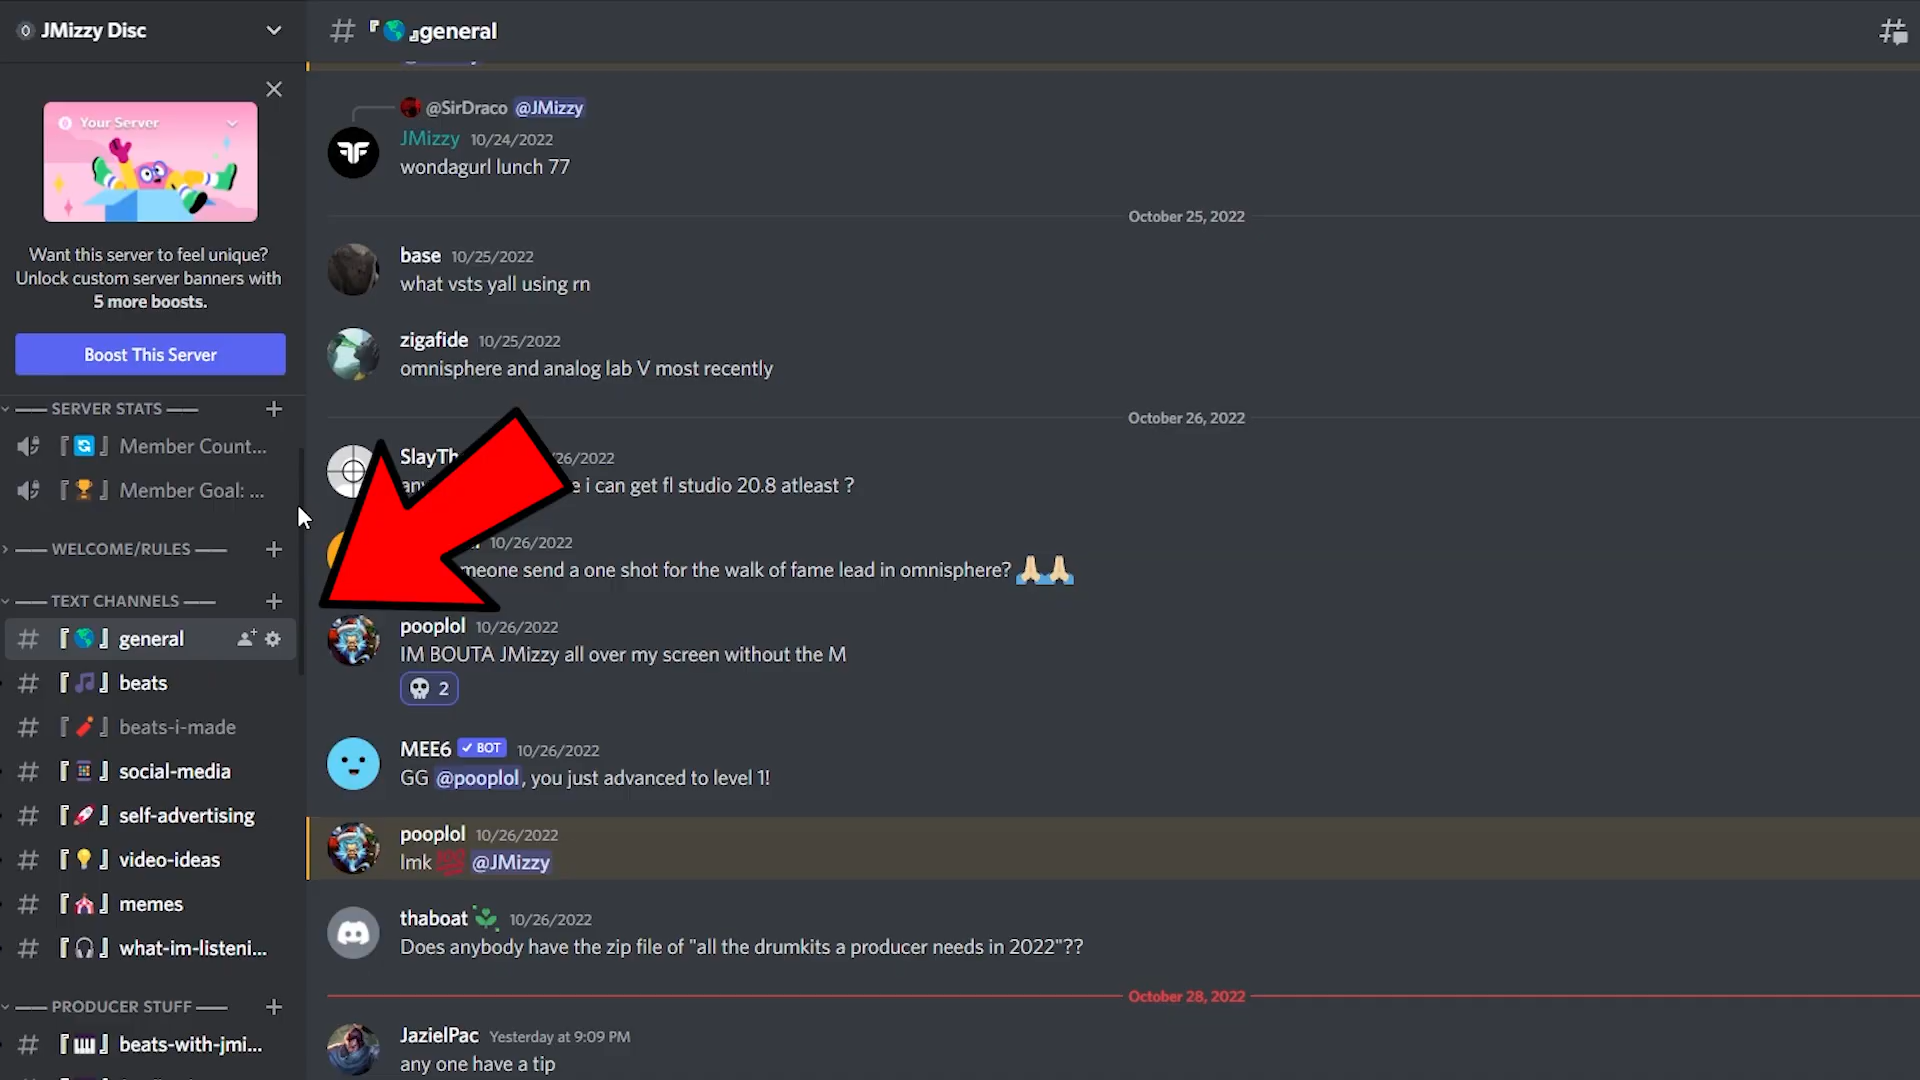 JMizzy Disc
Your Server
Want this server to feel unique?
Unlock custom server banners with
5 more boosts.
Boost This Server
SERVER STATS
『🔄』 Member Count...
『🏆』 Member Goal: ...
WELCOME/RULES
TEXT CHANNELS
『🌎』 general
『🎵』 beats
『🧨』 beats-i-made
『📱』 social-media
『🚀』 self-advertising
『💡』 video-ideas
『🎪』 memes
『🎧』 what-im-listeni...
PRODUCER STUFF
『🎹』 beats-with-jmi...
# 『🌎』general
@SirDraco @JMizzy
JMizzy 10/24/2022
wondagurl lunch 77
October 25, 2022
base 10/25/2022
what vsts yall using rn
zigafide 10/25/2022
omnisphere and analog lab V most recently
October 26, 2022
SlayTh /26/2022
i can get fl studio 20.8 atleast ?
10/26/2022
send a one shot for the walk of fame lead in omnisphere? 🙏🏻🙏🏻
pooplol 10/26/2022
IM BOUTA JMizzy all over my screen without the M
💀 2
MEE6 ✓ BOT 10/26/2022
GG @pooplol, you just advanced to level 1!
pooplol 10/26/2022
lmk 💯 @JMizzy
thaboat 10/26/2022
Does anybody have the zip file of "all the drumkits a producer needs in 2022"??
October 28, 2022
JazielPac Yesterday at 9:09 PM
any one have a tip